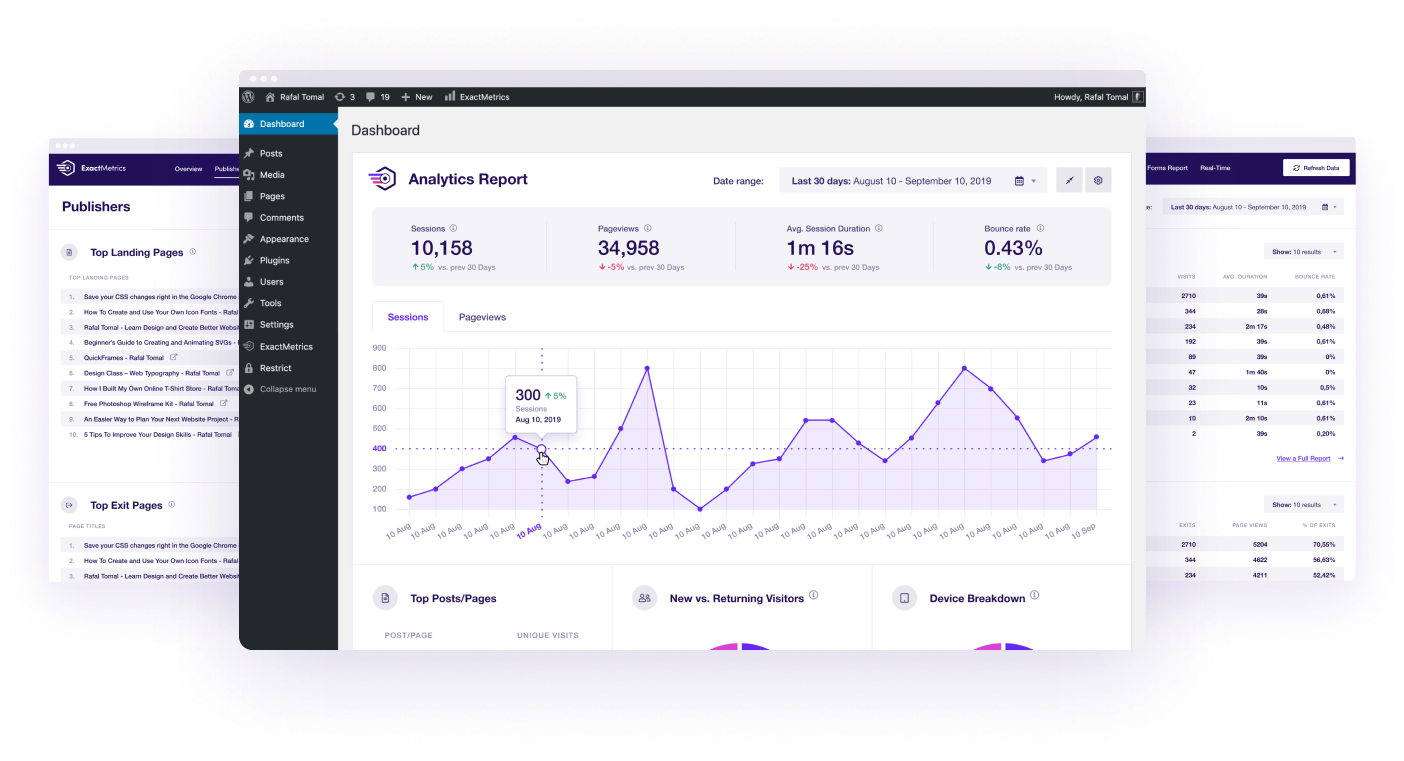 Rafal Tomal 3 19 New ExactMetrics Howdy, Rafal Tomal
Dashboard
Posts
Media
Pages
Comments
Appearance
Plugins
Users
Tools
Settings
ExactMetrics
Restrict
Collapse menu
Dashboard
Analytics Report
Date range: Last 30 days: August 10 - September 10, 2019
Sessions
10,158
5% vs. prev 30 Days
Pageviews
34,958
-5% vs. prev 30 Days
Avg. Session Duration
1m 16s
-25% vs. prev 30 Days
Bounce rate
0.43%
-8% vs. prev 30 Days
Sessions Pageviews
900
800
700
600
500
400
300
200
100
300 5%
Sessions
Aug 10, 2019
10 Aug 10 Aug 10 Aug 10 Aug 10 Aug 10 Aug 10 Aug 10 Aug 10 Aug 10 Aug 10 Aug 10 Aug 10 Aug 10 Aug 10 Aug 10 Aug 10 Aug 10 Aug 10 Aug 10 Aug 10 Aug 10 Aug 10 Aug 10 Aug 10 Aug 10 Aug 10 Sep
Top Posts/Pages
POST/PAGE UNIQUE VISITS
New vs. Returning Visitors
Device Breakdown
ExactMetrics Overview Publishe
Publishers
Top Landing Pages
TOP LANDING PAGES
1. Save your CSS changes right in the Google Chrome
2. How To Create and Use Your Own Icon Fonts - Rafal
3. Rafal Tomal - Learn Design and Create Better Websi
4. Beginner's Guide to Creating and Animating SVGs -
5. QuickFrames - Rafal Tomal
6. Design Class – Web Typography - Rafal Tomal
7. How I Built My Own Online T-Shirt Store - Rafal Toma
8. Free Photoshop Wireframe Kit - Rafal Tomal
9. An Easier Way to Plan Your Next Website Project - R
10. 5 Tips To Improve Your Design Skills - Rafal Tomal
Top Exit Pages
PAGE TITLES
1. Save your CSS changes right in the Google Chrome
2. How To Create and Use Your Own Icon Fonts - Rafal
3. Rafal Tomal - Learn Design and Create Better Websi
Forms Report Real-Time Refresh Data
Last 30 days: August 10 - September 10, 2019
Show: 10 results
VISITS AVG. DURATION BOUNCE RATE
2710 39s 0,61%
344 28s 0,68%
234 2m 17s 0,48%
192 39s 0,61%
89 39s 0%
47 1m 40s 0%
32 10s 0,5%
23 11s 0,61%
10 2m 10s 0,61%
2 39s 0,20%
View a Full Report
Show: 10 results
EXITS PAGE VIEWS % OF EXITS
2710 5204 70,55%
344 4622 56,63%
234 4211 52,42%